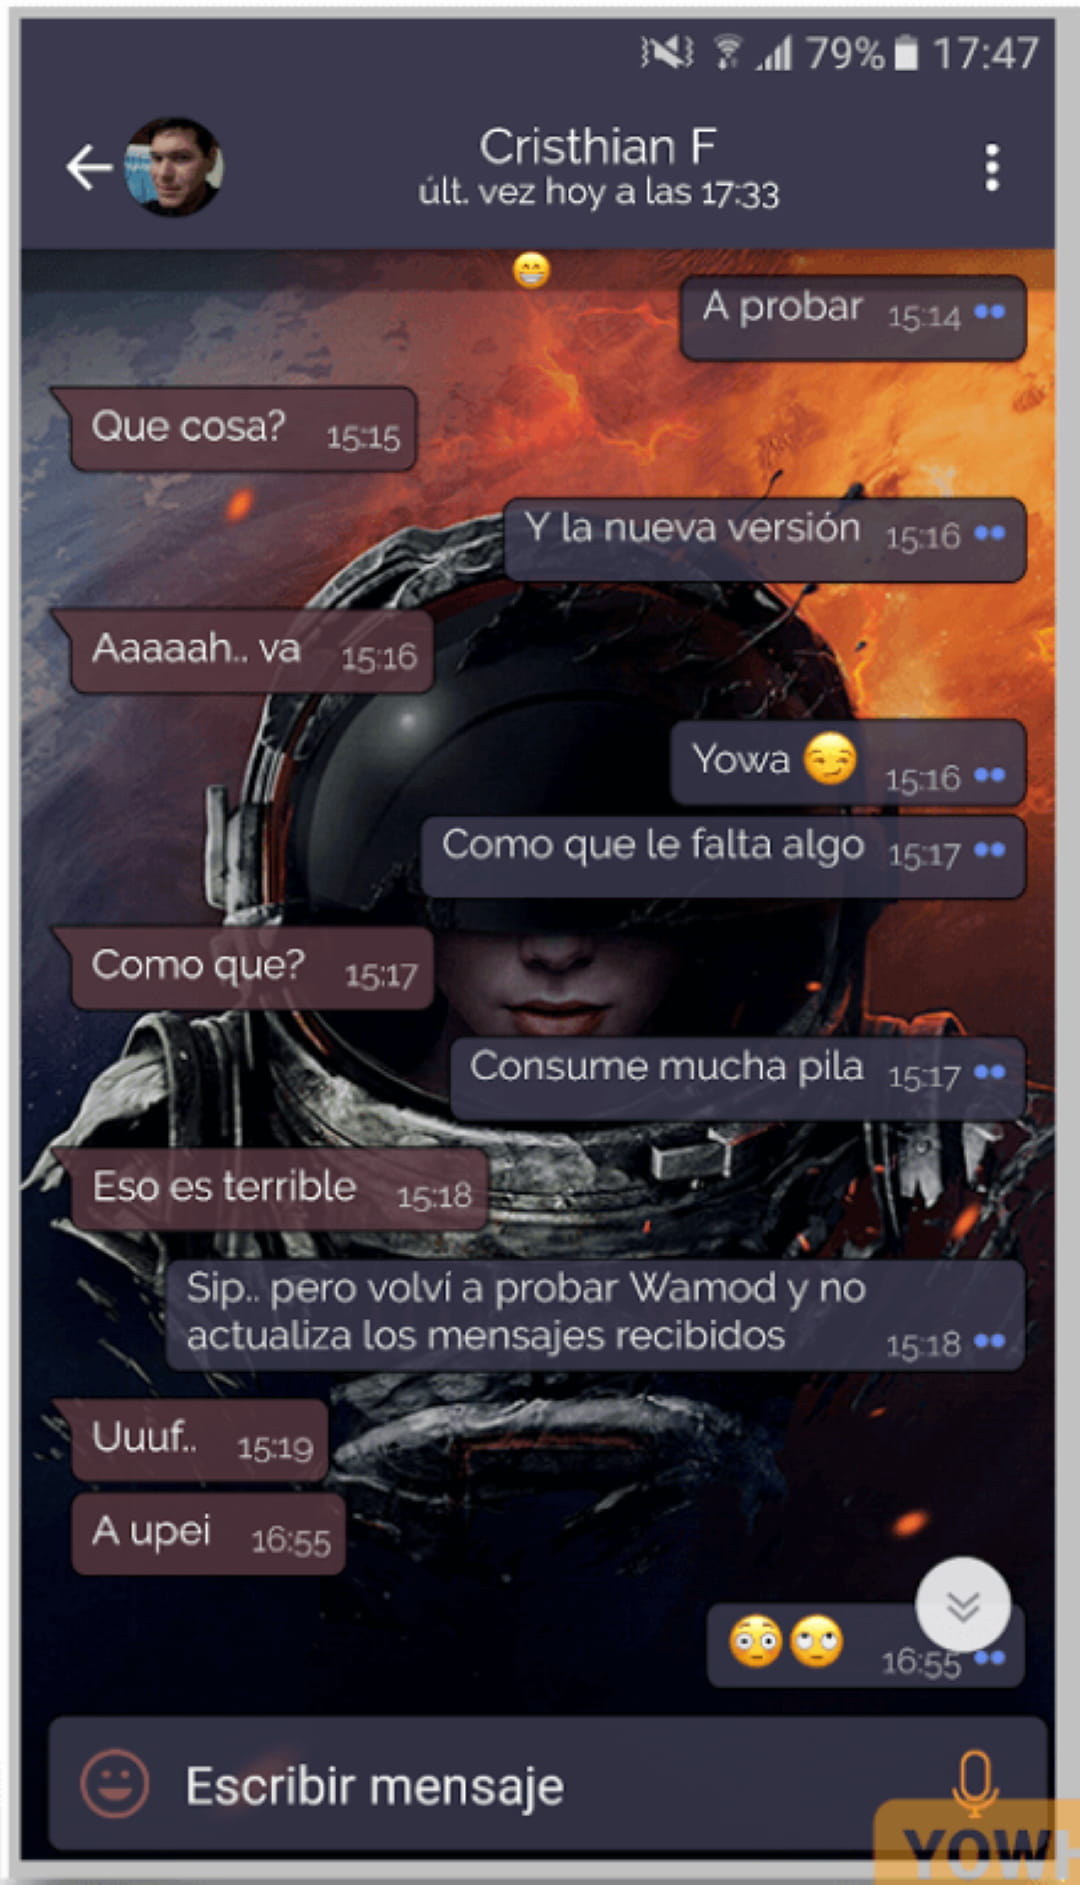 79% 17:47
Cristhian F
últ. vez hoy a las 17:33
😁
A probar 15:14
Que cosa? 15:15
Y la nueva versión 15:16
Aaaaah.. va 15:16
Yowa 😏 15:16
Como que le falta algo 15:17
Como que? 15:17
Consume mucha pila 15:17
Eso es terrible 15:18
Sip.. pero volví a probar Wamod y no
actualiza los mensajes recibidos 15:18
Uuuf.. 15:19
A upei 16:55
😳🙄 16:55
Escribir mensaje